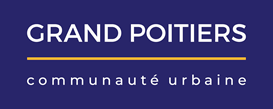 GRAND POITIERS
communauté urbaine